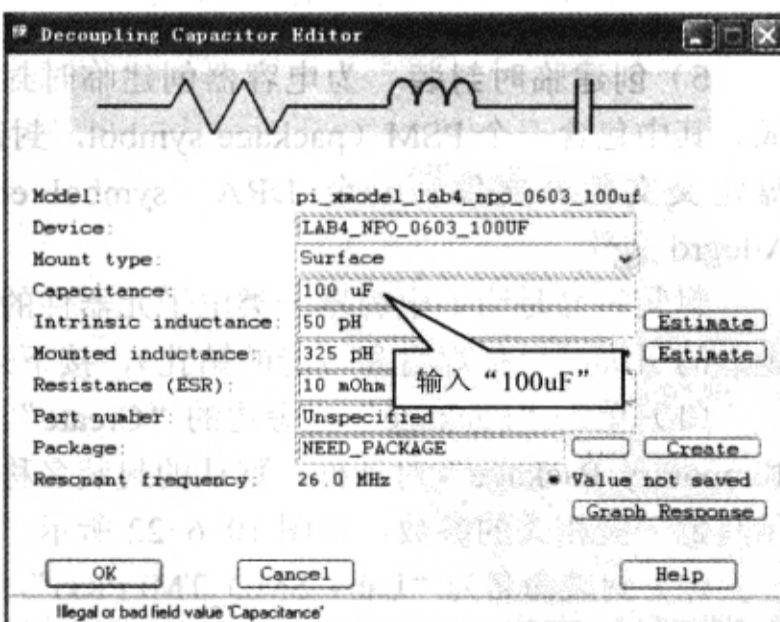 Decoupling Capacitor Editor
Model: pi_xmodel_lab4_npo_0603_100uf
Device: LAB4_NPO_0603_100UF
Mount type: Surface
Capacitance: 100 uF
Intrinsic inductance: 50 pH Estimate
Mounted inductance: 325 pH Estimate
Resistance (ESR): 10 mOhm
输入“100uF”
Part number Unspecified
Package: NEED_PACKAGE ... Create
Resonant frequency: 26.0 MHz * Value not saved
Graph Response
OK Cancel Help
Illegal or bad field value 'Capacitance'